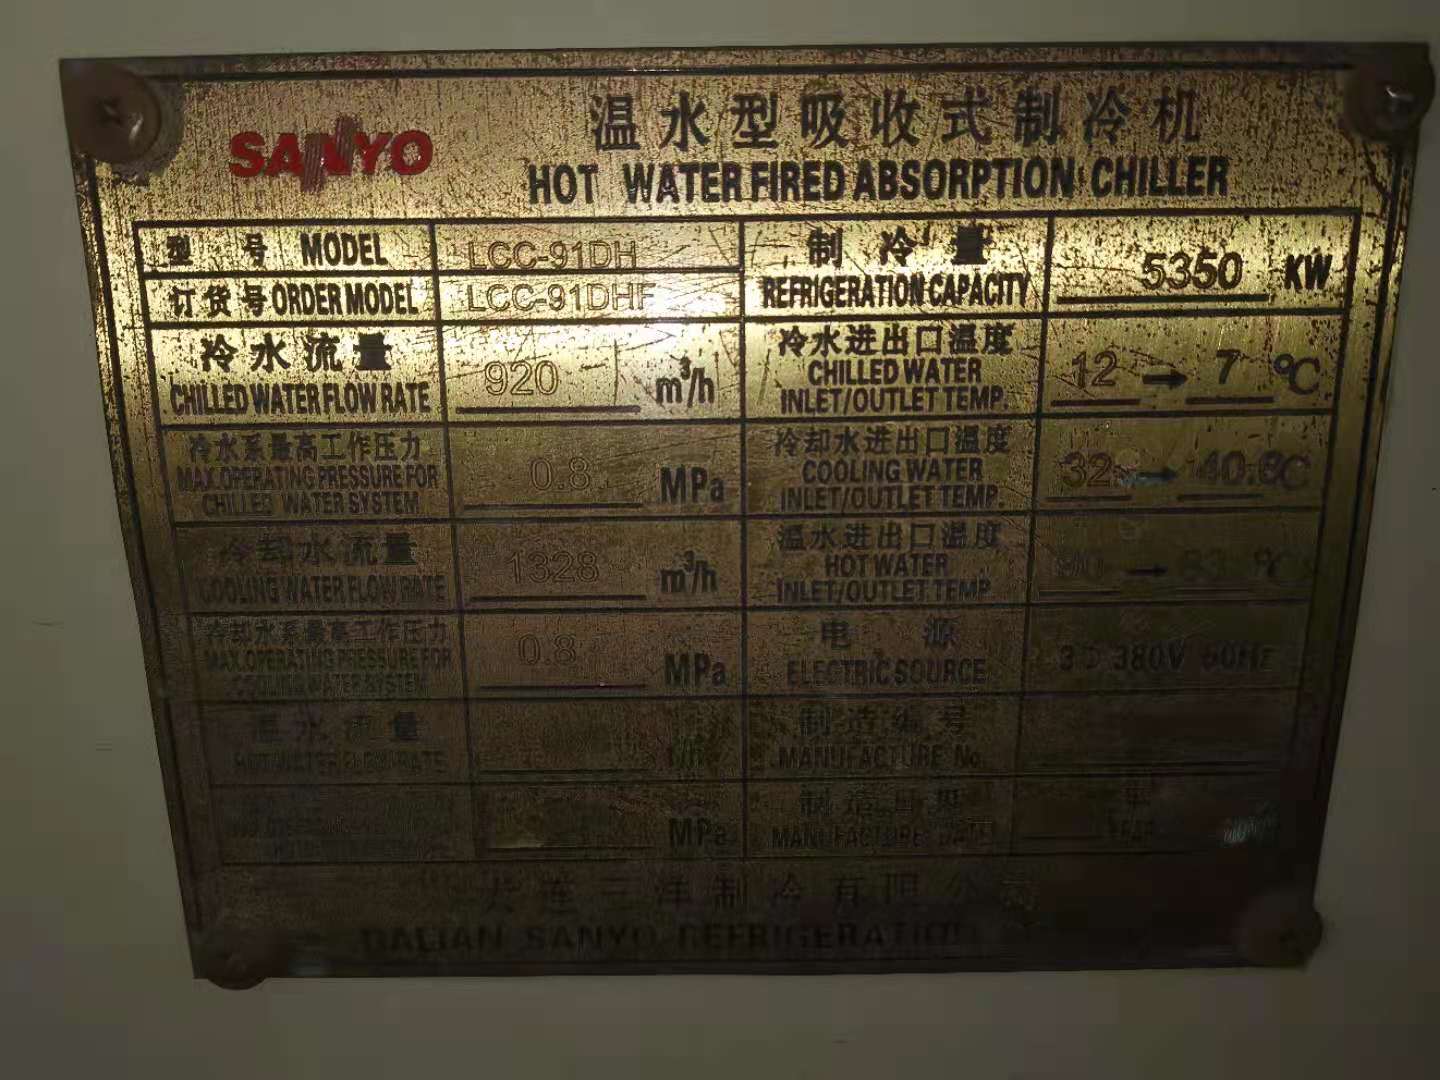 SANYO
温水型吸收式制冷机
HOT WATER FIRED ABSORPTION CHILLER
型号 MODEL LCC-91DH
订货号 ORDER MODEL LCC-91DHF
制冷量
REFRIGERATION CAPACITY 5350 KW
冷水流量
CHILLED WATER FLOW RATE 920 m³/h
冷水进出口温度
CHILLED WATER
INLET/OUTLET TEMP. 12 → 7 ℃
冷水系最高工作压力
MAX.OPERATING PRESSURE FOR
CHILLED WATER SYSTEM 0.8 MPa
冷却水进出口温度
COOLING WATER
INLET/OUTLET TEMP. 32 → 40.8℃
冷却水流量
COOLING WATER FLOW RATE 1328 m³/h
温水进出口温度
HOT WATER
INLET/OUTLET TEMP. → ℃
冷却水系最高工作压力
MAX.OPERATING PRESSURE FOR
COOLING WATER SYSTEM 0.8 MPa
电源
ELECTRIC SOURCE 380V
温水流量
HOT WATER FLOW RATE
制造编号
MANUFACTURE No.
MPa
制造日期
MANUFACTURE DATE 年
YEAR
大连三洋制冷有限公司
DALIAN SANYO REFRIGERATION